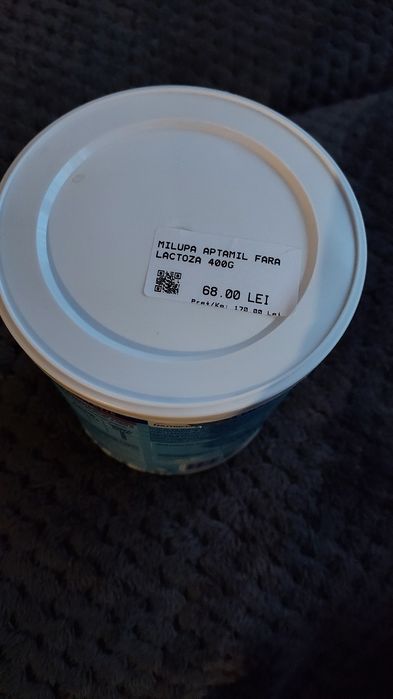 MILUPA APTAMIL FARA
LACTOZA 400G
68.00 LEI
Pret/Kg: 170.00 Lei